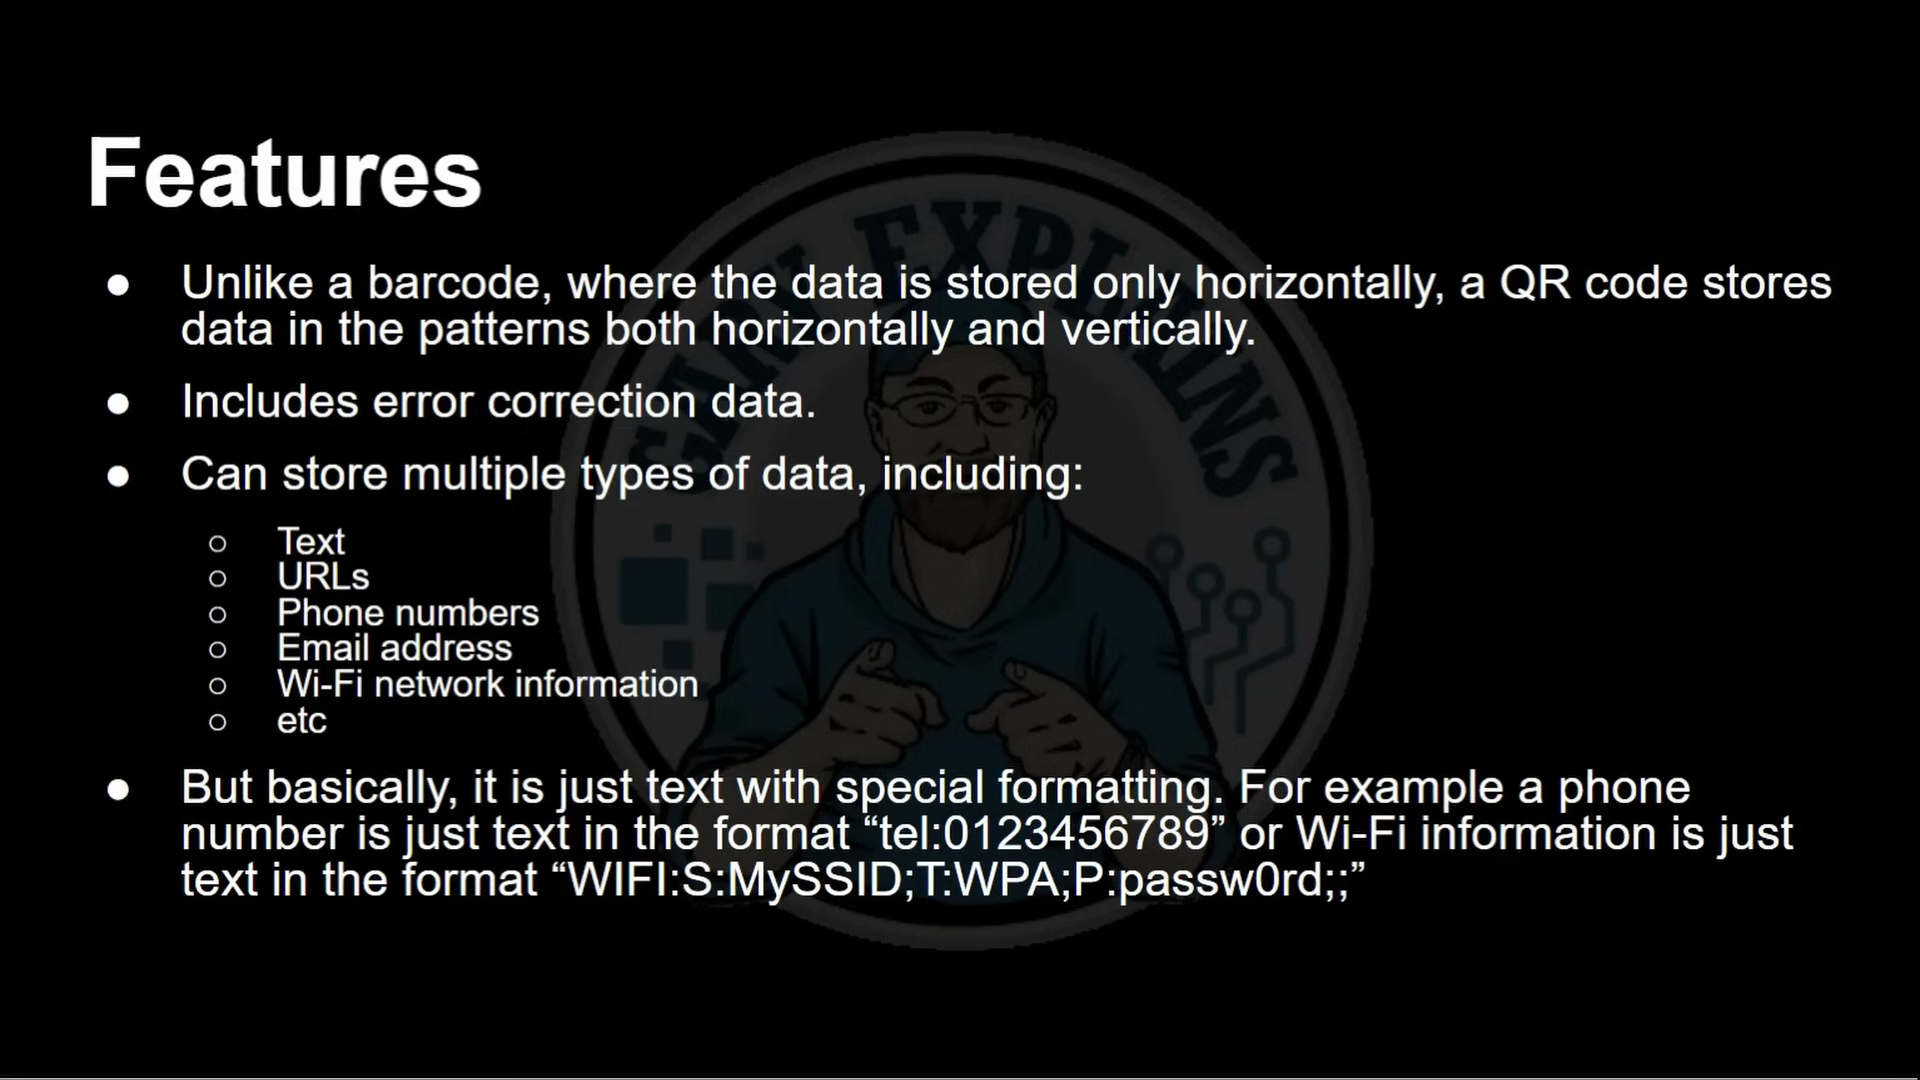 Features
● Unlike a barcode, where the data is stored only horizontally, a QR code stores
data in the patterns both horizontally and vertically.
● Includes error correction data.
● Can store multiple types of data, including:
○ Text
○ URLs
○ Phone numbers
○ Email address
○ Wi-Fi network information
○ etc
● But basically, it is just text with special formatting. For example a phone
number is just text in the format “tel:0123456789” or Wi-Fi information is just
text in the format “WIFI:S:MySSID;T:WPA;P:passw0rd;;”
GARY EXPLAINS